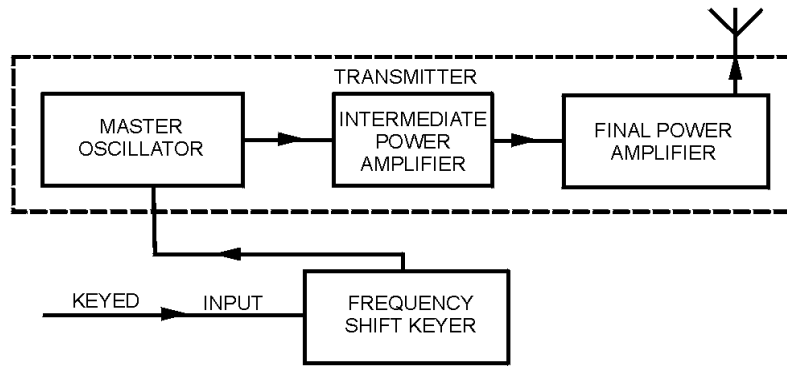 TRANSMITTER
MASTER
OSCILLATOR
INTERMEDIATE
POWER
AMPLIFIER
FINAL POWER
AMPLIFIER
KEYED INPUT
FREQUENCY
SHIFT KEYER